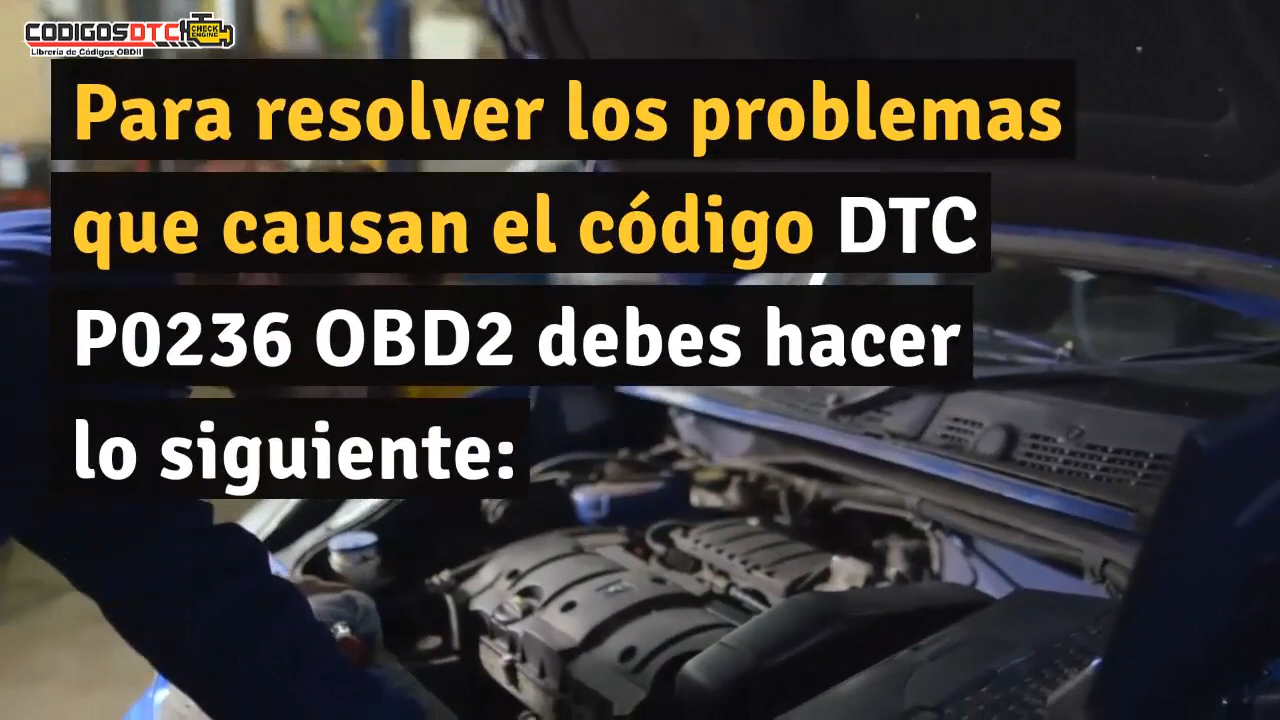 CODIGOSDTC
CHECK
ENGINE
Librería de Códigos OBDII
Para resolver los problemas
que causan el código DTC
P0236 OBD2 debes hacer
lo siguiente: